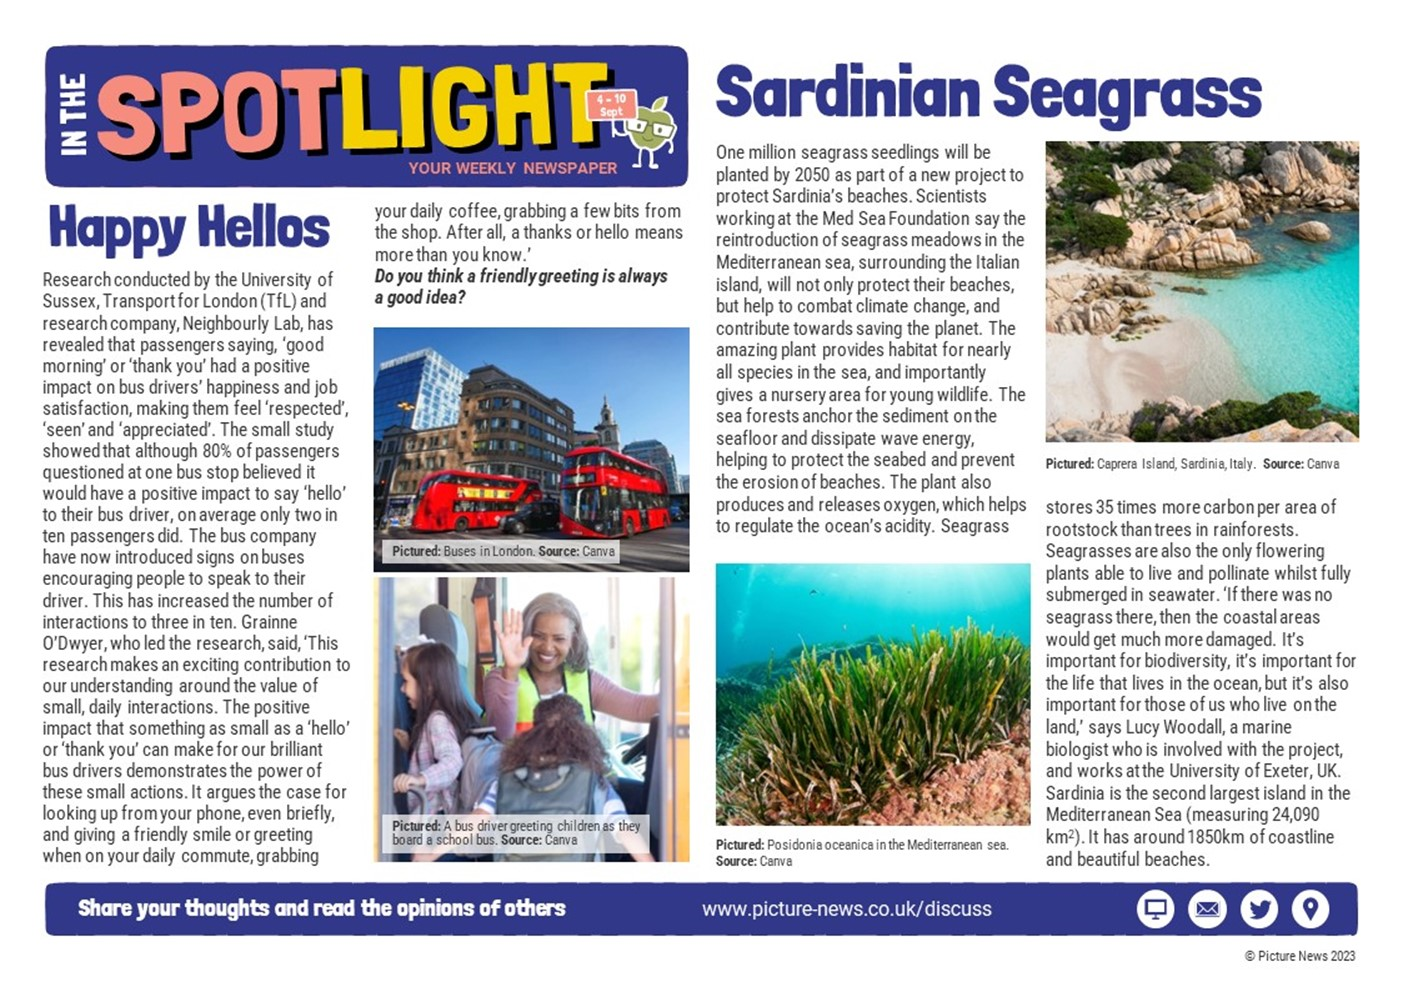 IN THE
SPOTLIGHT
4 - 10
Sept
YOUR WEEKLY NEWSPAPER
Happy Hellos
Research conducted by the University of
Sussex, Transport for London (TfL) and
research company, Neighbourly Lab, has
revealed that passengers saying, ‘good
morning’ or ‘thank you’ had a positive
impact on bus drivers’ happiness and job
satisfaction, making them feel ‘respected’,
‘seen’ and ‘appreciated’. The small study
showed that although 80% of passengers
questioned at one bus stop believed it
would have a positive impact to say ‘hello’
to their bus driver, on average only two in
ten passengers did. The bus company
have now introduced signs on buses
encouraging people to speak to their
driver. This has increased the number of
interactions to three in ten. Grainne
O’Dwyer, who led the research, said, ‘This
research makes an exciting contribution to
our understanding around the value of
small, daily interactions. The positive
impact that something as small as a ‘hello’
or ‘thank you’ can make for our brilliant
bus drivers demonstrates the power of
these small actions. It argues the case for
looking up from your phone, even briefly,
and giving a friendly smile or greeting
when on your daily commute, grabbing
your daily coffee, grabbing a few bits from
the shop. After all, a thanks or hello means
more than you know.’
Do you think a friendly greeting is always
a good idea?
Pictured: Buses in London. Source: Canva
Pictured: A bus driver greeting children as they
board a school bus. Source: Canva
Sardinian Seagrass
One million seagrass seedlings will be
planted by 2050 as part of a new project to
protect Sardinia’s beaches. Scientists
working at the Med Sea Foundation say the
reintroduction of seagrass meadows in the
Mediterranean sea, surrounding the Italian
island, will not only protect their beaches,
but help to combat climate change, and
contribute towards saving the planet. The
amazing plant provides habitat for nearly
all species in the sea, and importantly
gives a nursery area for young wildlife. The
sea forests anchor the sediment on the
seafloor and dissipate wave energy,
helping to protect the seabed and prevent
the erosion of beaches. The plant also
produces and releases oxygen, which helps
to regulate the ocean’s acidity. Seagrass
Pictured: Posidonia oceanica in the Mediterranean sea.
Source: Canva
Pictured: Caprera Island, Sardinia, Italy. Source: Canva
stores 35 times more carbon per area of
rootstock than trees in rainforests.
Seagrasses are also the only flowering
plants able to live and pollinate whilst fully
submerged in seawater. ‘If there was no
seagrass there, then the coastal areas
would get much more damaged. It’s
important for biodiversity, it’s important for
the life that lives in the ocean, but it’s also
important for those of us who live on the
land,’ says Lucy Woodall, a marine
biologist who is involved with the project,
and works at the University of Exeter, UK.
Sardinia is the second largest island in the
Mediterranean Sea (measuring 24,090
km²). It has around 1850km of coastline
and beautiful beaches.
Share your thoughts and read the opinions of others
www.picture-news.co.uk/discuss
© Picture News 2023